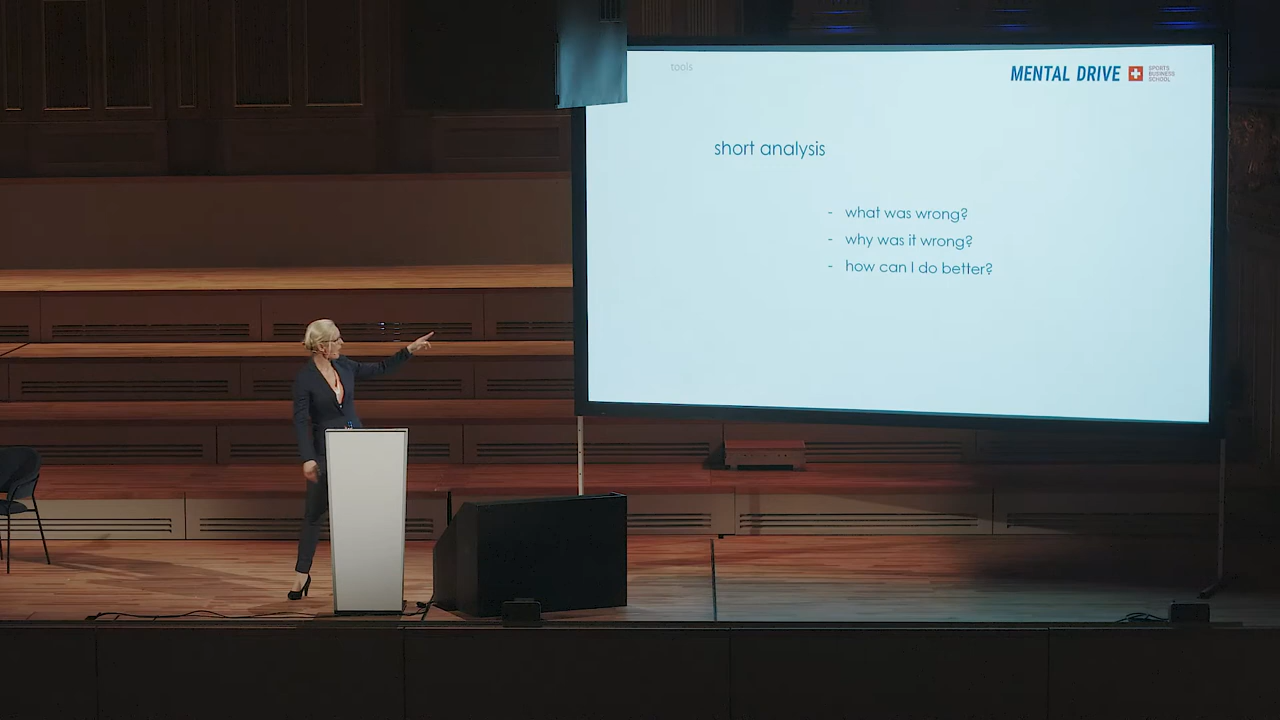 tools
MENTAL DRIVE
SPORTS
BUSINESS
SCHOOL
short analysis
- what was wrong?
- why was it wrong?
- how can I do better?